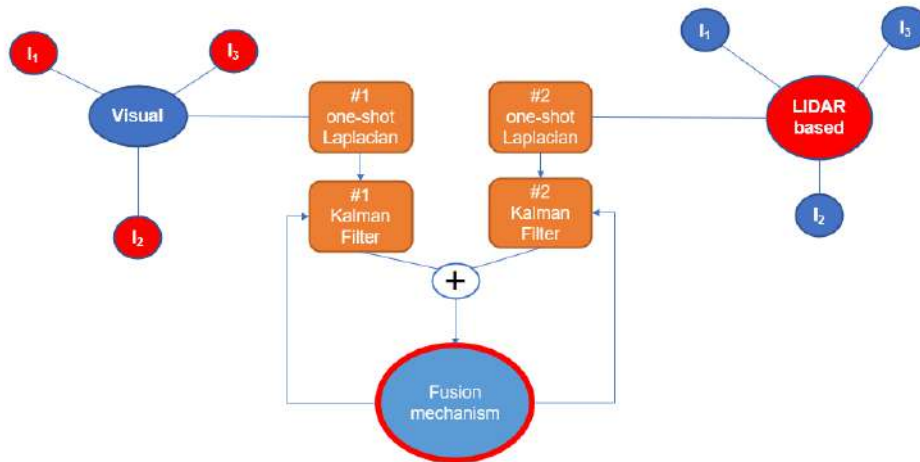 I₁
I₃
Visual
I₂
#1
one-shot
Laplacian
#2
one-shot
Laplacian
#1
Kalman
Filter
#2
Kalman
Filter
+
Fusion
mechanism
I₁
I₃
LIDAR
based
I₂